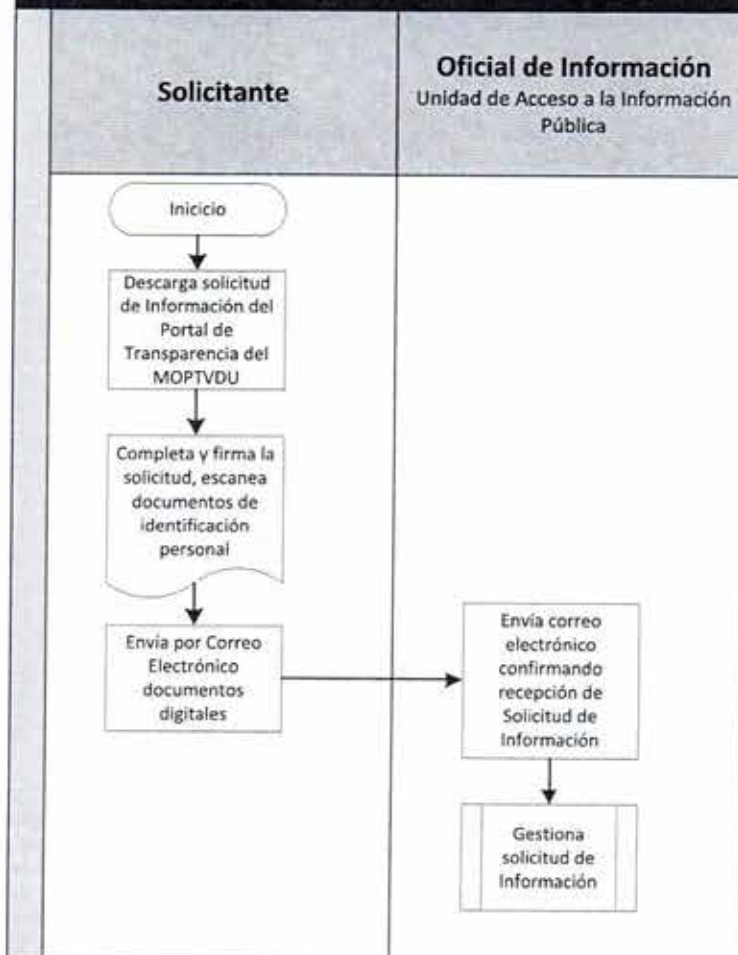 Solicitante
Oficial de Información
Unidad de Acceso a la Información
Pública
Inicicio
Descarga solicitud
de Información del
Portal de
Transparencia del
MOPTVDU
Completa y firma la
solicitud, escanea
documentos de
identificación
personal
Envía por Correo
Electrónico
documentos
digitales
Envía correo
electrónico
confirmando
recepción de
Solicitud de
Información
Gestiona
solicitud de
Información